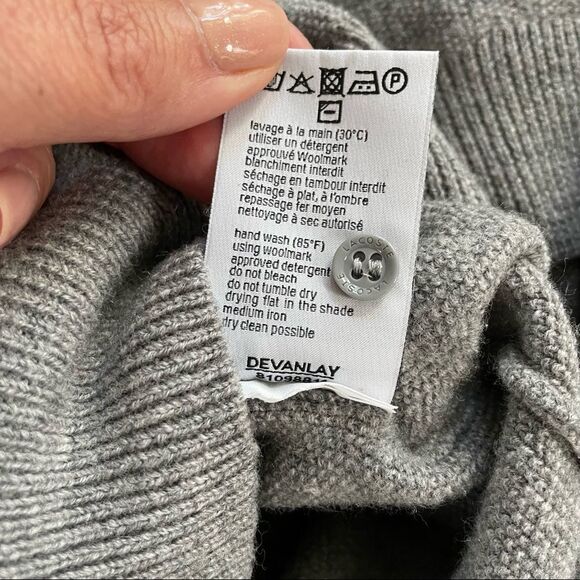 P
lavage à la main (30°C)
utiliser un détergent
approuvé Woolmark
blanchiment interdit
séchage en tambour interdit
séchage à plat, à l'ombre
repassage fer moyen
nettoyage à sec autorisé
hand wash (85°F)
using woolmark
approved detergent
do not bleach
do not tumble dry
drying flat in the shade
medium iron
dry clean possible
LACOSTE
LACOSTE
DEVANLAY